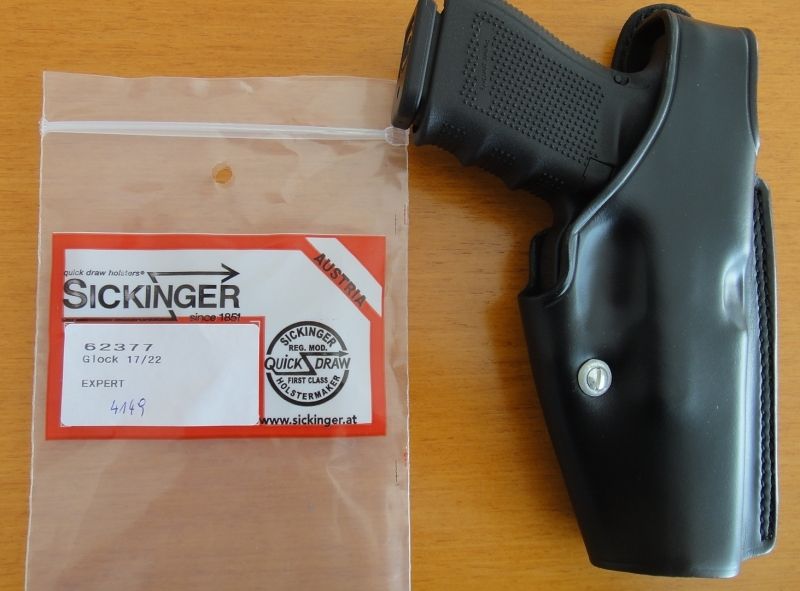 quick draw holsters®
SICKINGER
since 1851
AUSTRIA
62377
Glock 17/22
EXPERT
4149
SICKINGER
REG. MOD.
QUICK DRAW
FIRST CLASS
HOLSTERMAKER
www.sickinger.at